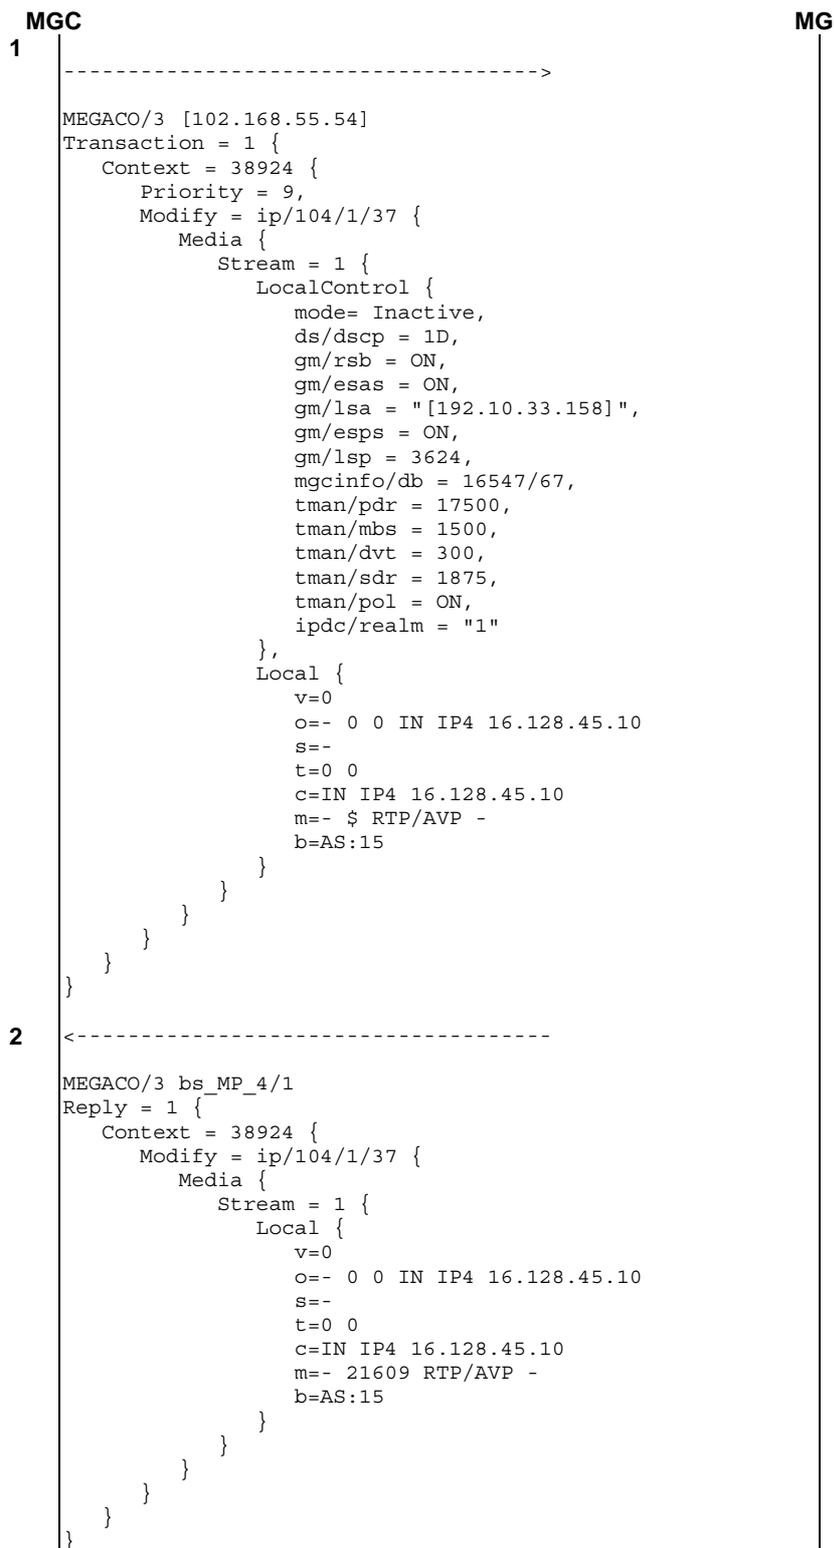 MGC MG
1
------------------------------------->
MEGACO/3 [102.168.55.54]
Transaction = 1 {
Context = 38924 {
Priority = 9,
Modify = ip/104/1/37 {
Media {
Stream = 1 {
LocalControl {
mode= Inactive,
ds/dscp = 1D,
gm/rsb = ON,
gm/esas = ON,
gm/lsa = "[192.10.33.158]",
gm/esps = ON,
gm/lsp = 3624,
mgcinfo/db = 16547/67,
tman/pdr = 17500,
tman/mbs = 1500,
tman/dvt = 300,
tman/sdr = 1875,
tman/pol = ON,
ipdc/realm = "1"
},
Local {
v=0
o=- 0 0 IN IP4 16.128.45.10
s=-
t=0 0
c=IN IP4 16.128.45.10
m=- $ RTP/AVP -
b=AS:15
}
}
}
}
}
}
2
<-------------------------------------
MEGACO/3 bs_MP_4/1
Reply = 1 {
Context = 38924 {
Modify = ip/104/1/37 {
Media {
Stream = 1 {
Local {
v=0
o=- 0 0 IN IP4 16.128.45.10
s=-
t=0 0
c=IN IP4 16.128.45.10
m=- 21609 RTP/AVP -
b=AS:15
}
}
}
}
}
}